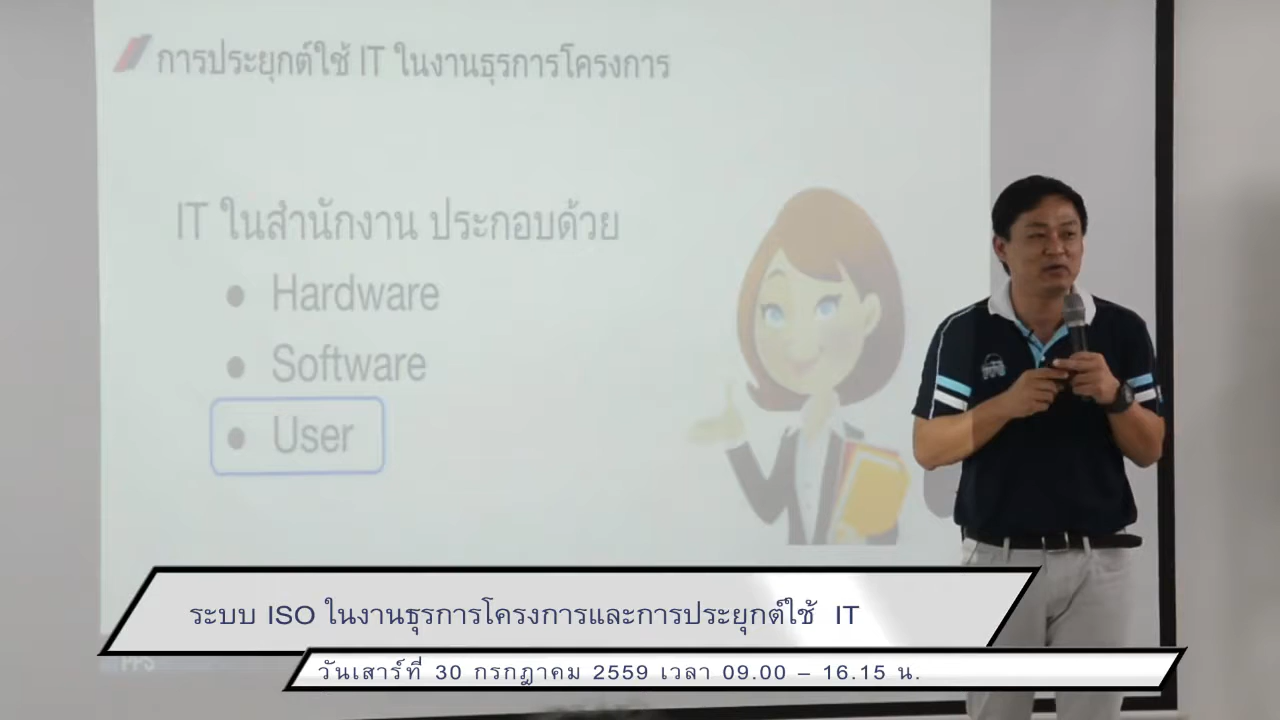 การประยุกต์ใช้ IT ในงานธุรการโครงการ
IT ในสำนักงาน ประกอบด้วย
● Hardware
● Software
● User
ระบบ ISO ในงานธุรการโครงการและการประยุกต์ใช้ IT
วันเสาร์ที่ 30 กรกฎาคม 2559 เวลา 09.00 – 16.15 น.
PPS